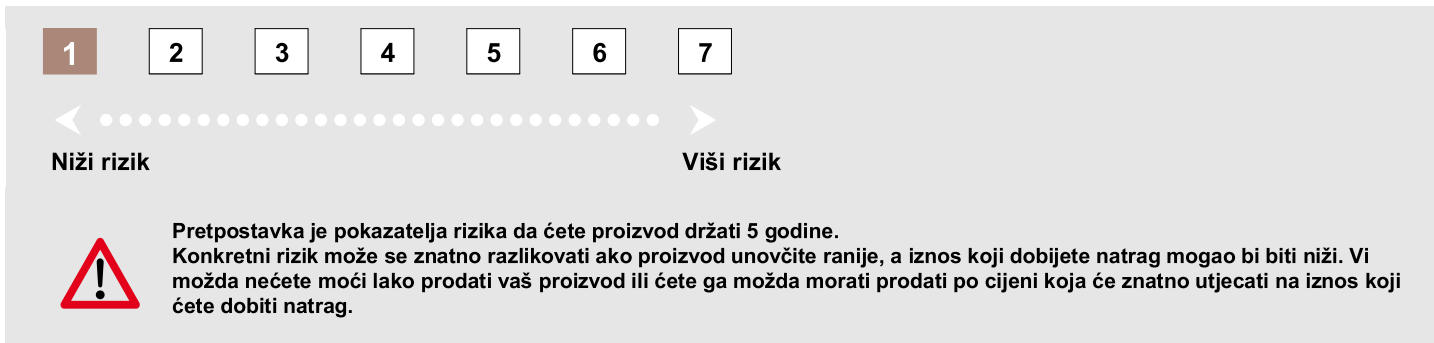 1 2 3 4 5 6 7
Niži rizik Viši rizik
Pretpostavka je pokazatelja rizika da ćete proizvod držati 5 godine.
Konkretni rizik može se znatno razlikovati ako proizvod unovčite ranije, a iznos koji dobijete natrag mogao bi biti niži. Vi
možda nećete moći lako prodati vaš proizvod ili ćete ga možda morati prodati po cijeni koja će znatno utjecati na iznos koji
ćete dobiti natrag.